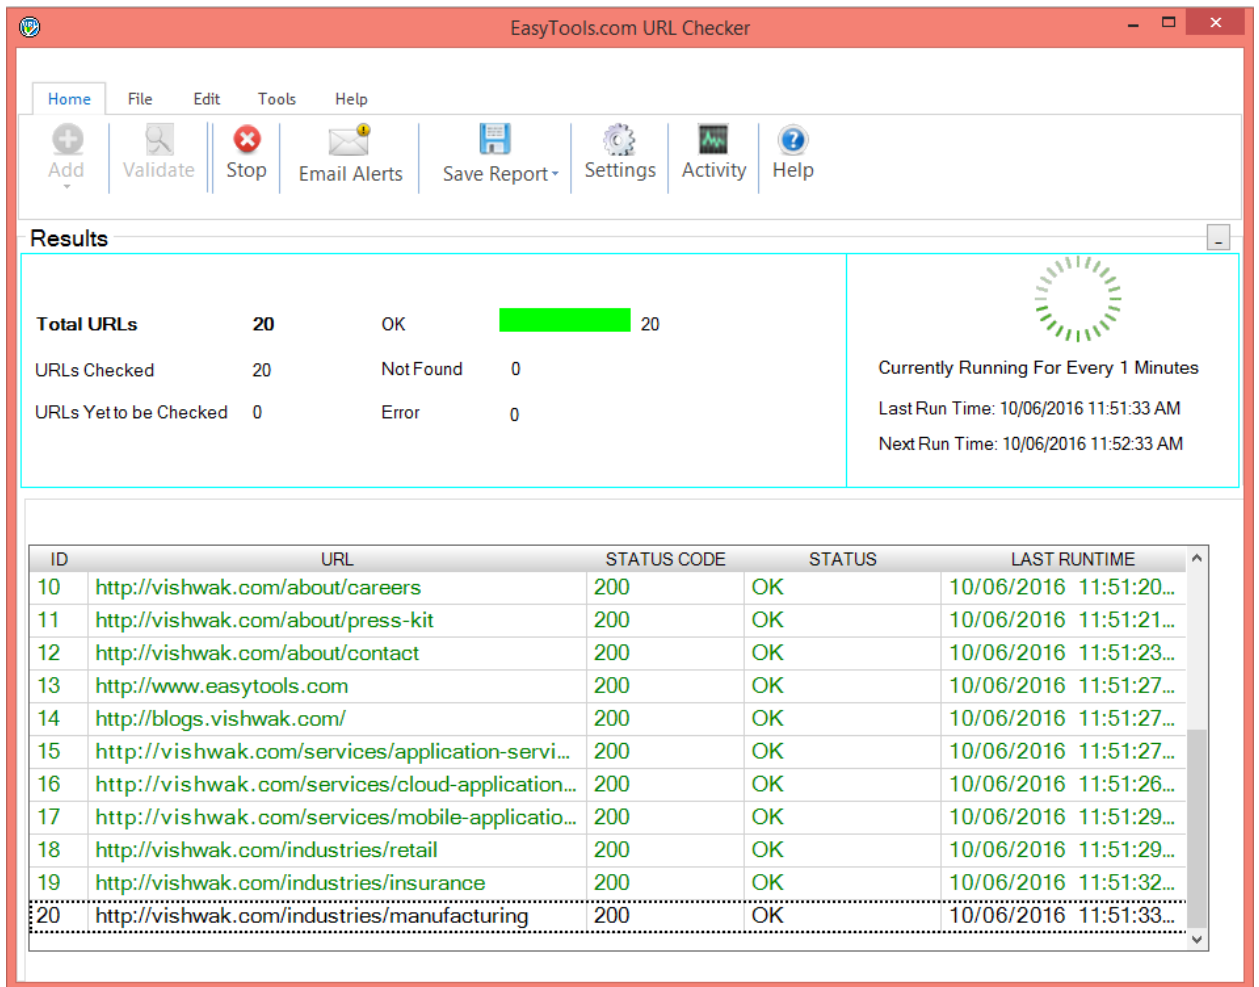 EasyTools.com URL Checker
Home File Edit Tools Help
Add Validate Stop Email Alerts Save Report Settings Activity Help
Results
Total URLs 20 OK 20
URLs Checked 20 Not Found 0
URLs Yet to be Checked 0 Error 0
Currently Running For Every 1 Minutes
Last Run Time: 10/06/2016 11:51:33 AM
Next Run Time: 10/06/2016 11:52:33 AM
ID URL STATUS CODE STATUS LAST RUNTIME
10 http://vishwak.com/about/careers 200 OK 10/06/2016 11:51:20...
11 http://vishwak.com/about/press-kit 200 OK 10/06/2016 11:51:21...
12 http://vishwak.com/about/contact 200 OK 10/06/2016 11:51:23...
13 http://www.easytools.com 200 OK 10/06/2016 11:51:27...
14 http://blogs.vishwak.com/ 200 OK 10/06/2016 11:51:27...
15 http://vishwak.com/services/application-servi... 200 OK 10/06/2016 11:51:27...
16 http://vishwak.com/services/cloud-application... 200 OK 10/06/2016 11:51:26...
17 http://vishwak.com/services/mobile-applicatio... 200 OK 10/06/2016 11:51:29...
18 http://vishwak.com/industries/retail 200 OK 10/06/2016 11:51:29...
19 http://vishwak.com/industries/insurance 200 OK 10/06/2016 11:51:32...
20 http://vishwak.com/industries/manufacturing 200 OK 10/06/2016 11:51:33...